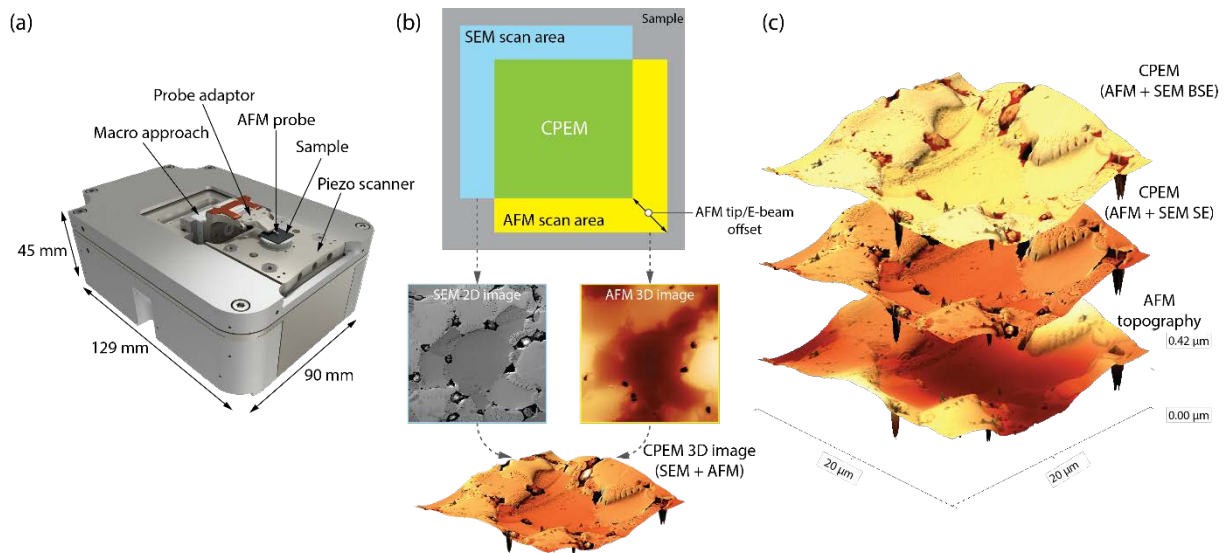 (a)
Probe adaptor
AFM probe
Macro approach
Sample
Piezo scanner
45 mm
129 mm
90 mm
(b)
Sample
SEM scan area
CPEM
AFM scan area
AFM tip/E-beam
offset
SEM 2D image
AFM 3D image
CPEM 3D image
(SEM + AFM)
(c)
CPEM
(AFM + SEM BSE)
CPEM
(AFM + SEM SE)
AFM
topography
0.42 µm
0.00 µm
20 µm
20 µm